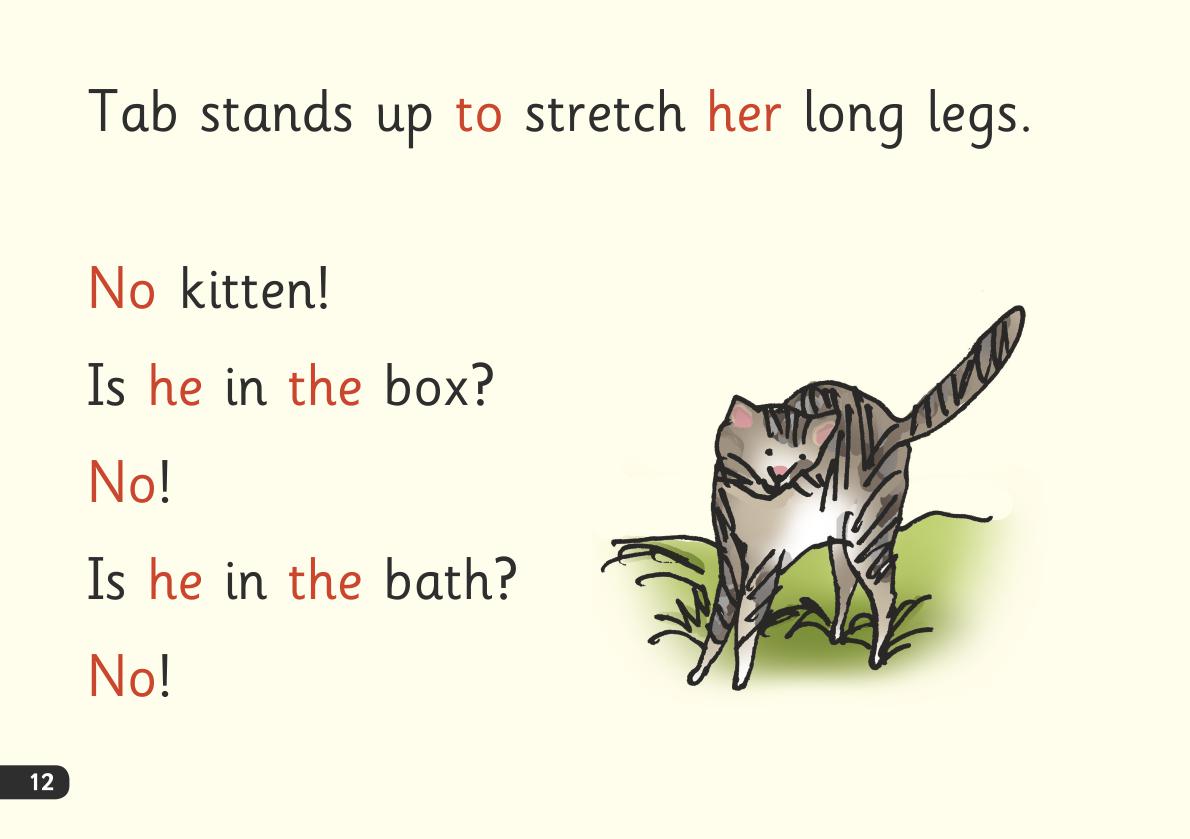 Tab stands up to stretch her long legs.
No kitten!
Is he in the box?
No!
Is he in the bath?
No!
12